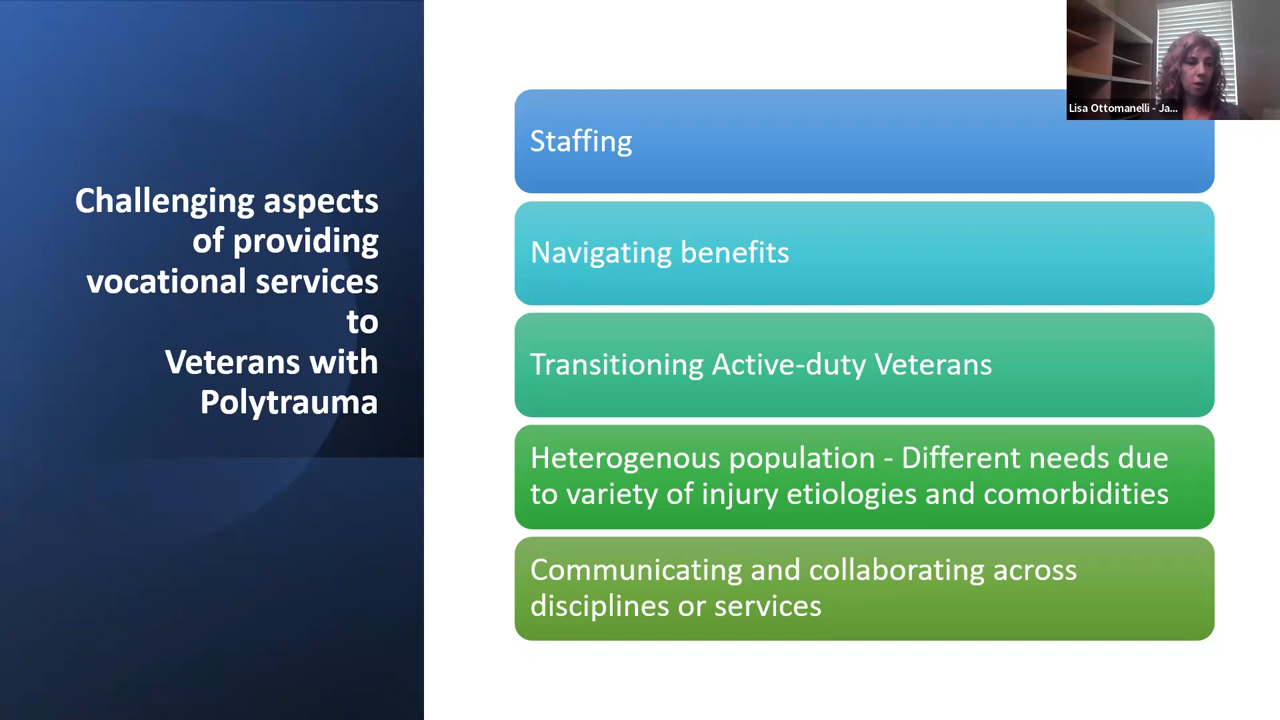 Challenging aspects
of providing
vocational services
to
Veterans with
Polytrauma
Lisa Ottomanelli - Ja...
Staffing
Navigating benefits
Transitioning Active-duty Veterans
Heterogenous population - Different needs due
to variety of injury etiologies and comorbidities
Communicating and collaborating across
disciplines or services